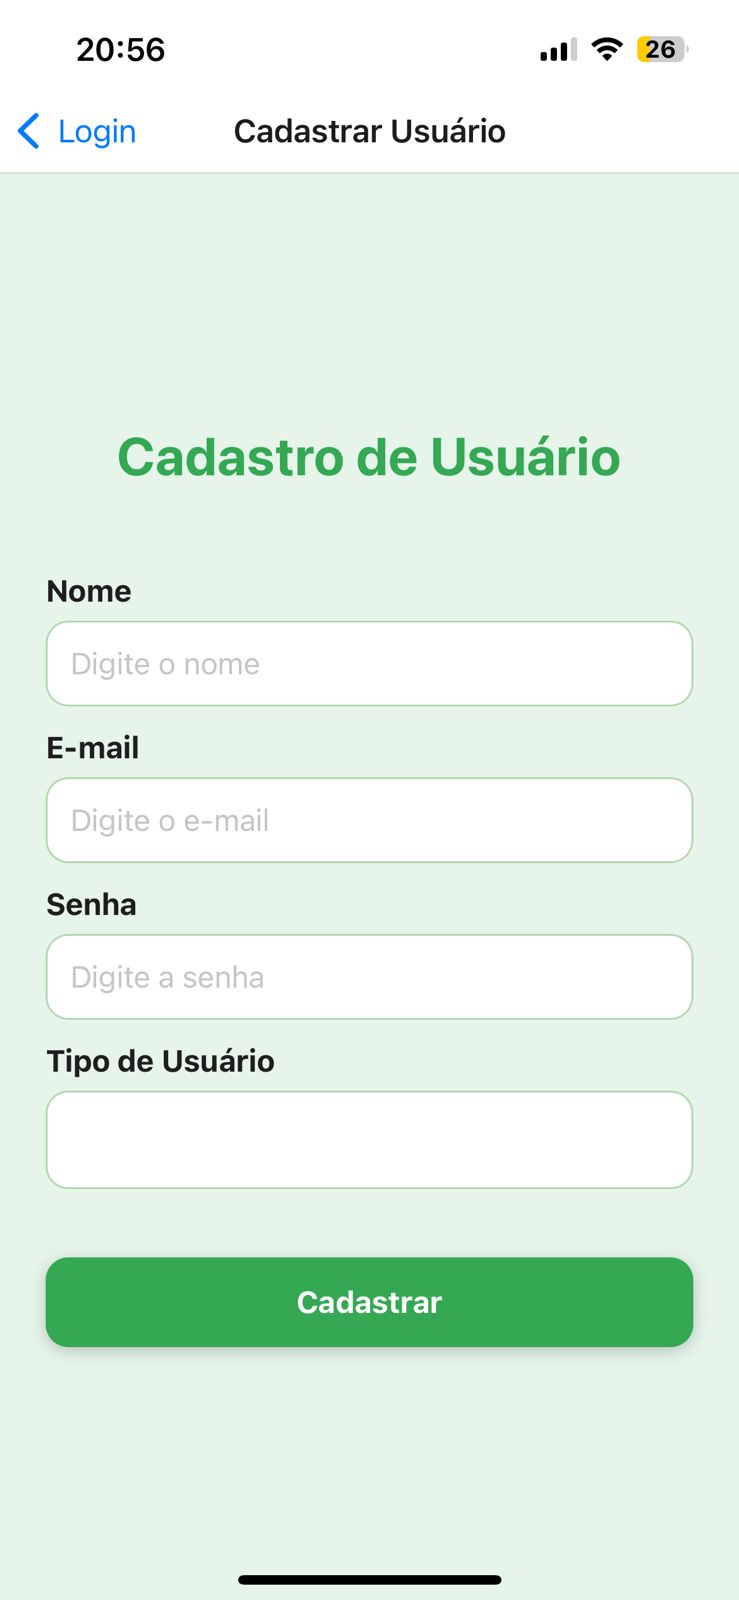 20:56
26
Login
Cadastrar Usuário
Cadastro de Usuário
Nome
Digite o nome
E-mail
Digite o e-mail
Senha
Digite a senha
Tipo de Usuário
Cadastrar